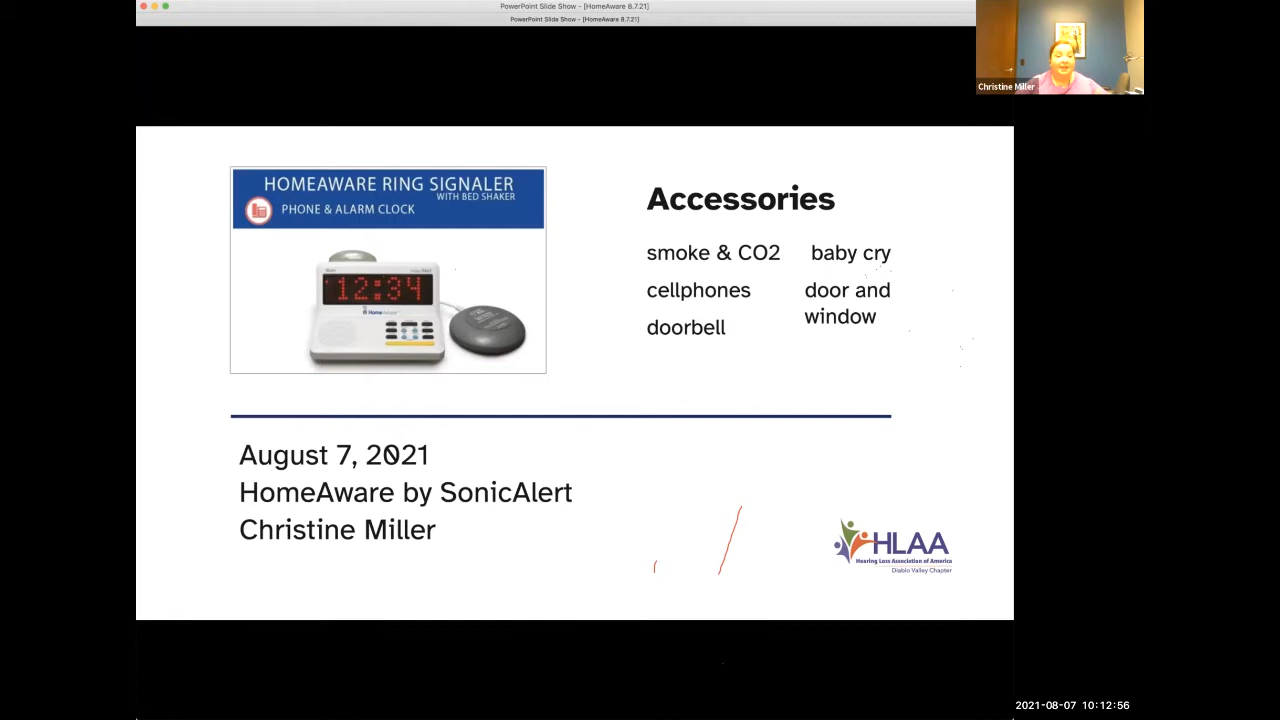 PowerPoint Slide Show - [HomeAware 8.7.21]
PowerPoint Slide Show - [HomeAware 8.7.21]
Christine Miller
HOMEAWARE RING SIGNALER
WITH BED SHAKER
PHONE & ALARM CLOCK
12:34
HomeAware
Accessories
smoke & CO2
baby cry
cellphones
door and
window
doorbell
August 7, 2021
HomeAware by SonicAlert
Christine Miller
HLAA
Hearing Loss Association of America
Diablo Valley Chapter
2021-08-07 10:12:56